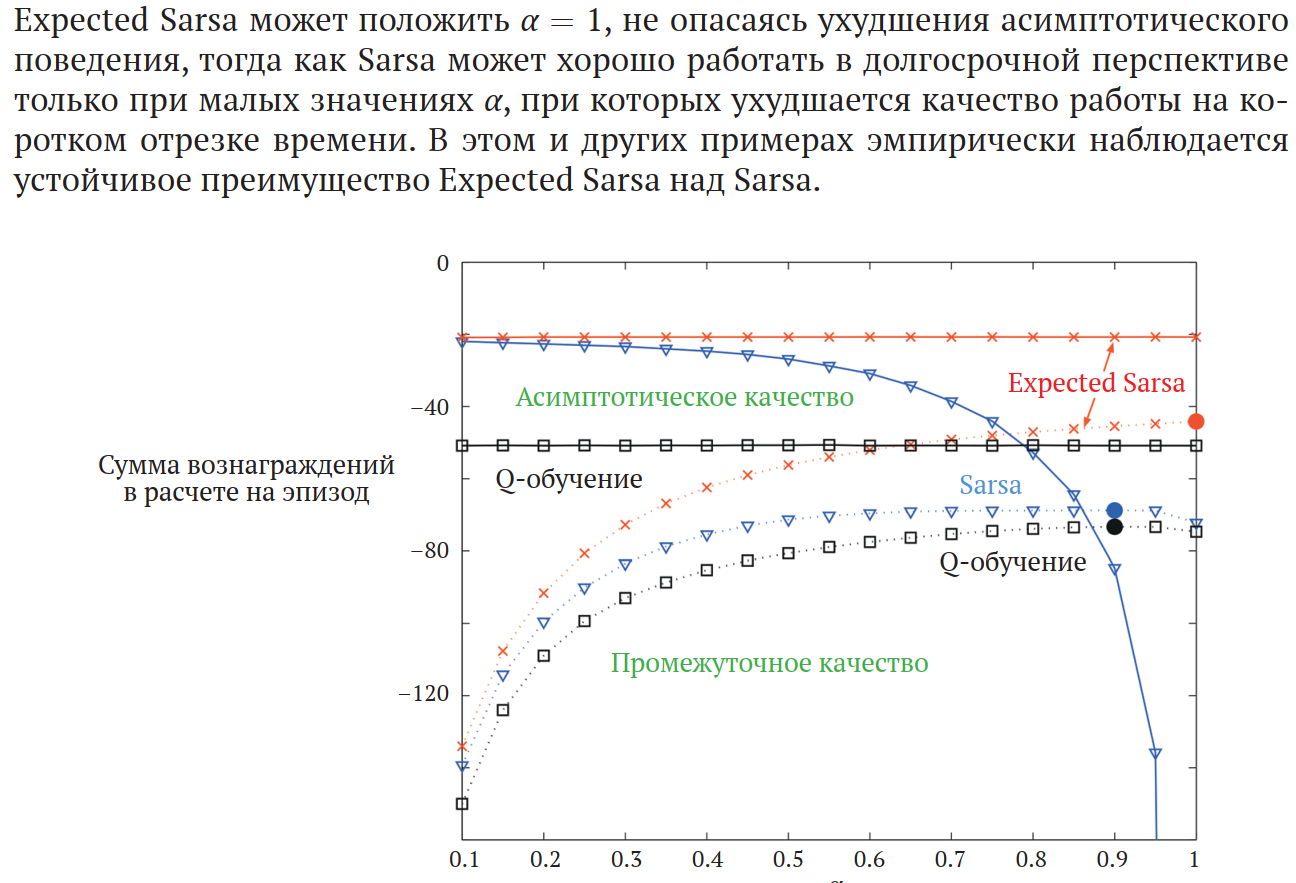 Expected Sarsa может положить α = 1, не опасаясь ухудшения асимптотического
поведения, тогда как Sarsa может хорошо работать в долгосрочной перспективе
только при малых значениях α, при которых ухудшается качество работы на ко-
ротком отрезке времени. В этом и других примерах эмпирически наблюдается
устойчивое преимущество Expected Sarsa над Sarsa.
0
Expected Sarsa
Асимптотическое качество
−40
Сумма вознаграждений
в расчете на эпизод
Q-обучение
Sarsa
−80
Q-обучение
Промежуточное качество
−120
0.1 0.2 0.3 0.4 0.5 0.6 0.7 0.8 0.9 1